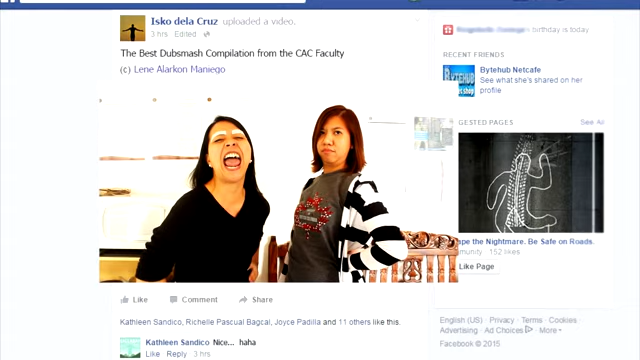 Isko dela Cruz uploaded a video.
3 hrs Edited
The Best Dubsmash Compilation from the CAC Faculty
(c) Lene Alarkon Maniego
Like Comment Share
Kathleen Sandico, Richelle Pascual Bagcal, Joyce Padilla and 11 others like this.
Kathleen Sandico Nice... haha
Like Reply 3 hrs
birthday is today
RECENT FRIENDS
Bytehub Netcafe
See what she's shared on her
profile
BYTEHUB
GESTED PAGES See All
ape the Nightmare. Be Safe on Roads.
munity 152 likes
Like Page
English (US) · Privacy · Terms · Cookies
Advertising · Ad Choices · More
Facebook © 2015